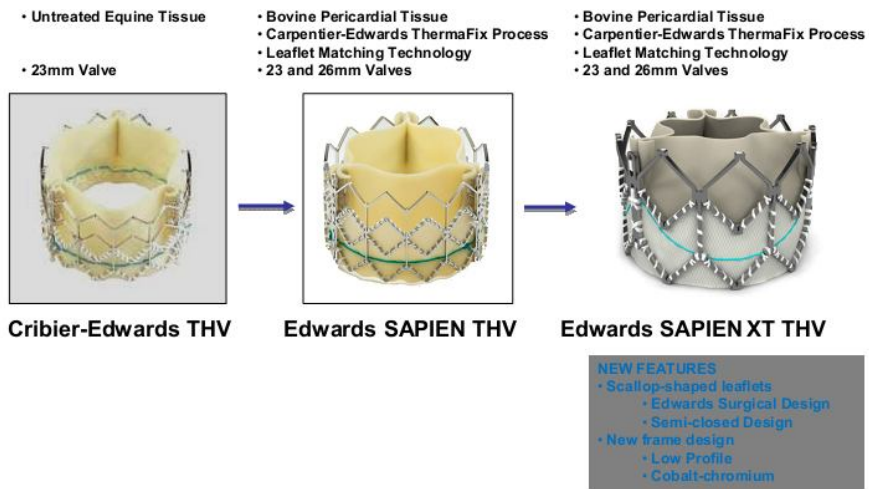 • Untreated Equine Tissue
• 23mm Valve
• Bovine Pericardial Tissue
• Carpentier-Edwards ThermaFix Process
• Leaflet Matching Technology
• 23 and 26mm Valves
• Bovine Pericardial Tissue
• Carpentier-Edwards ThermaFix Process
• Leaflet Matching Technology
• 23 and 26mm Valves
Cribier-Edwards THV
Edwards SAPIEN THV
Edwards SAPIEN XT THV
NEW FEATURES
• Scallop-shaped leaflets
• Edwards Surgical Design
• Semi-closed Design
• New frame design
• Low Profile
• Cobalt-chromium